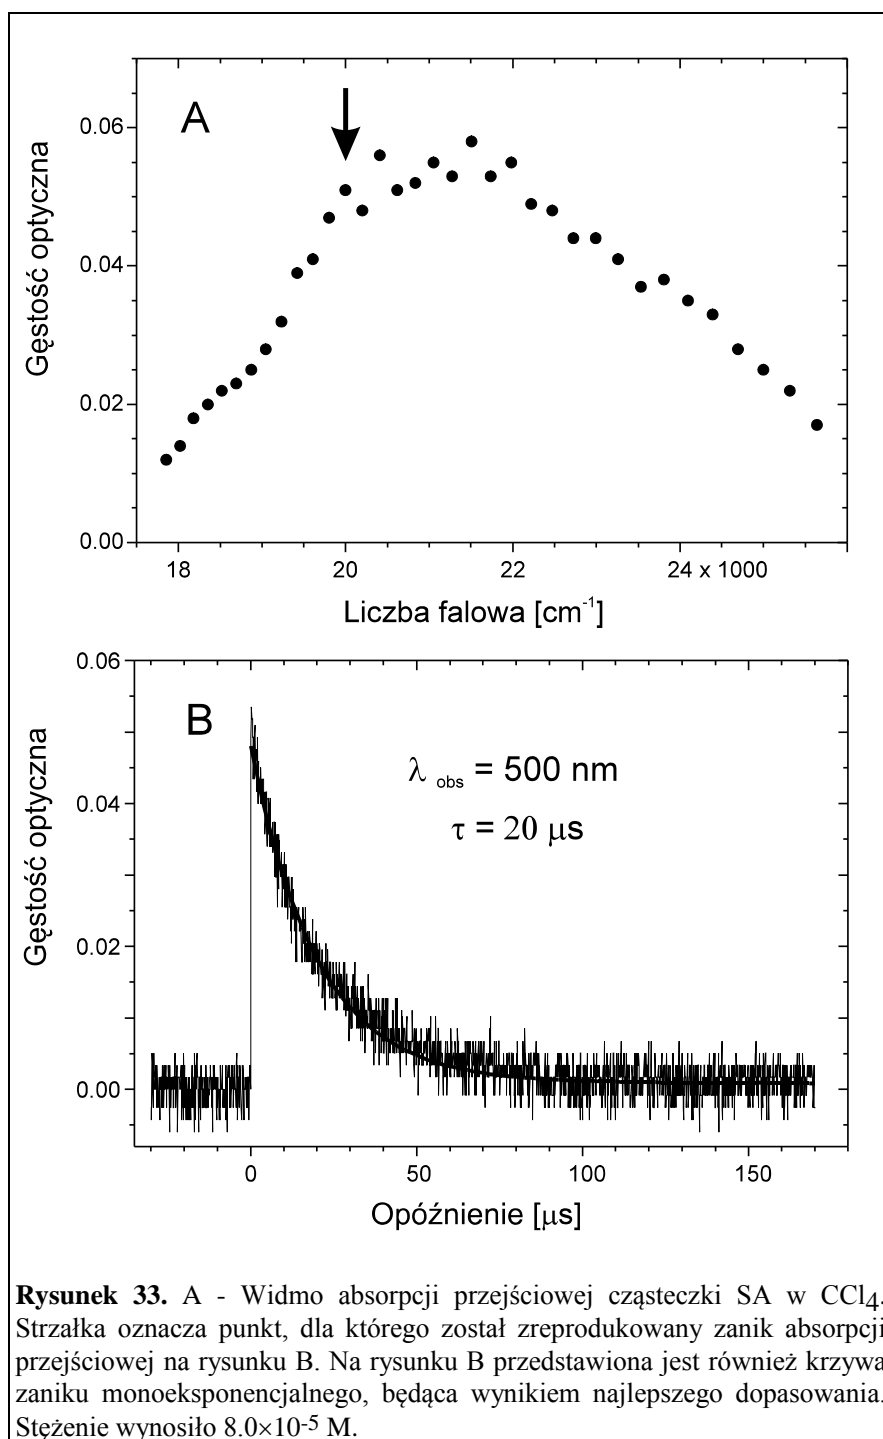 A
Gęstość optyczna
0.06
0.04
0.02
0.00
18 20 22 24 x 1000
Liczba falowa [cm⁻¹]
B
Gęstość optyczna
0.06
0.04
0.02
0.00
λ obs = 500 nm
τ = 20 μs
0 50 100 150
Opóźnienie [μs]
Rysunek 33. A - Widmo absorpcji przejściowej cząsteczki SA w CCl4.
Strzałka oznacza punkt, dla którego został zreprodukowany zanik absorpcji
przejściowej na rysunku B. Na rysunku B przedstawiona jest również krzywa
zaniku monoeksponencjalnego, będąca wynikiem najlepszego dopasowania.
Stężenie wynosiło 8.0×10⁻⁵ M.